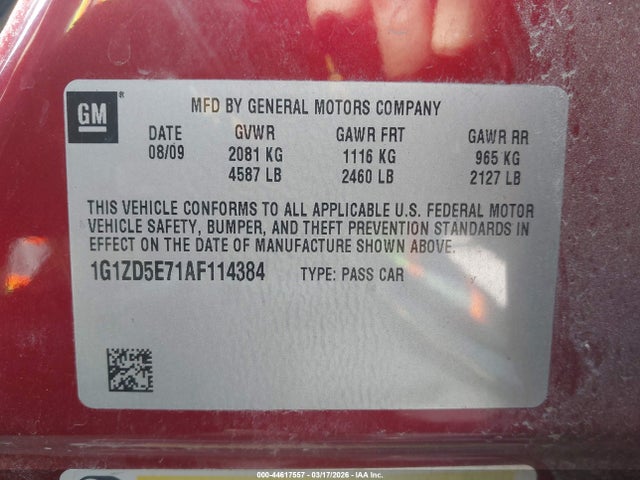 GM®
MFD BY GENERAL MOTORS COMPANY
DATE GVWR GAWR FRT GAWR RR
08/09 2081 KG 1116 KG 965 KG
4587 LB 2460 LB 2127 LB
THIS VEHICLE CONFORMS TO ALL APPLICABLE U.S. FEDERAL MOTOR
VEHICLE SAFETY, BUMPER, AND THEFT PREVENTION STANDARDS IN
EFFECT ON THE DATE OF MANUFACTURE SHOWN ABOVE.
1G1ZD5E71AF114384 TYPE: PASS CAR
000-44617557 - 03/17/2026 - IAA Inc.